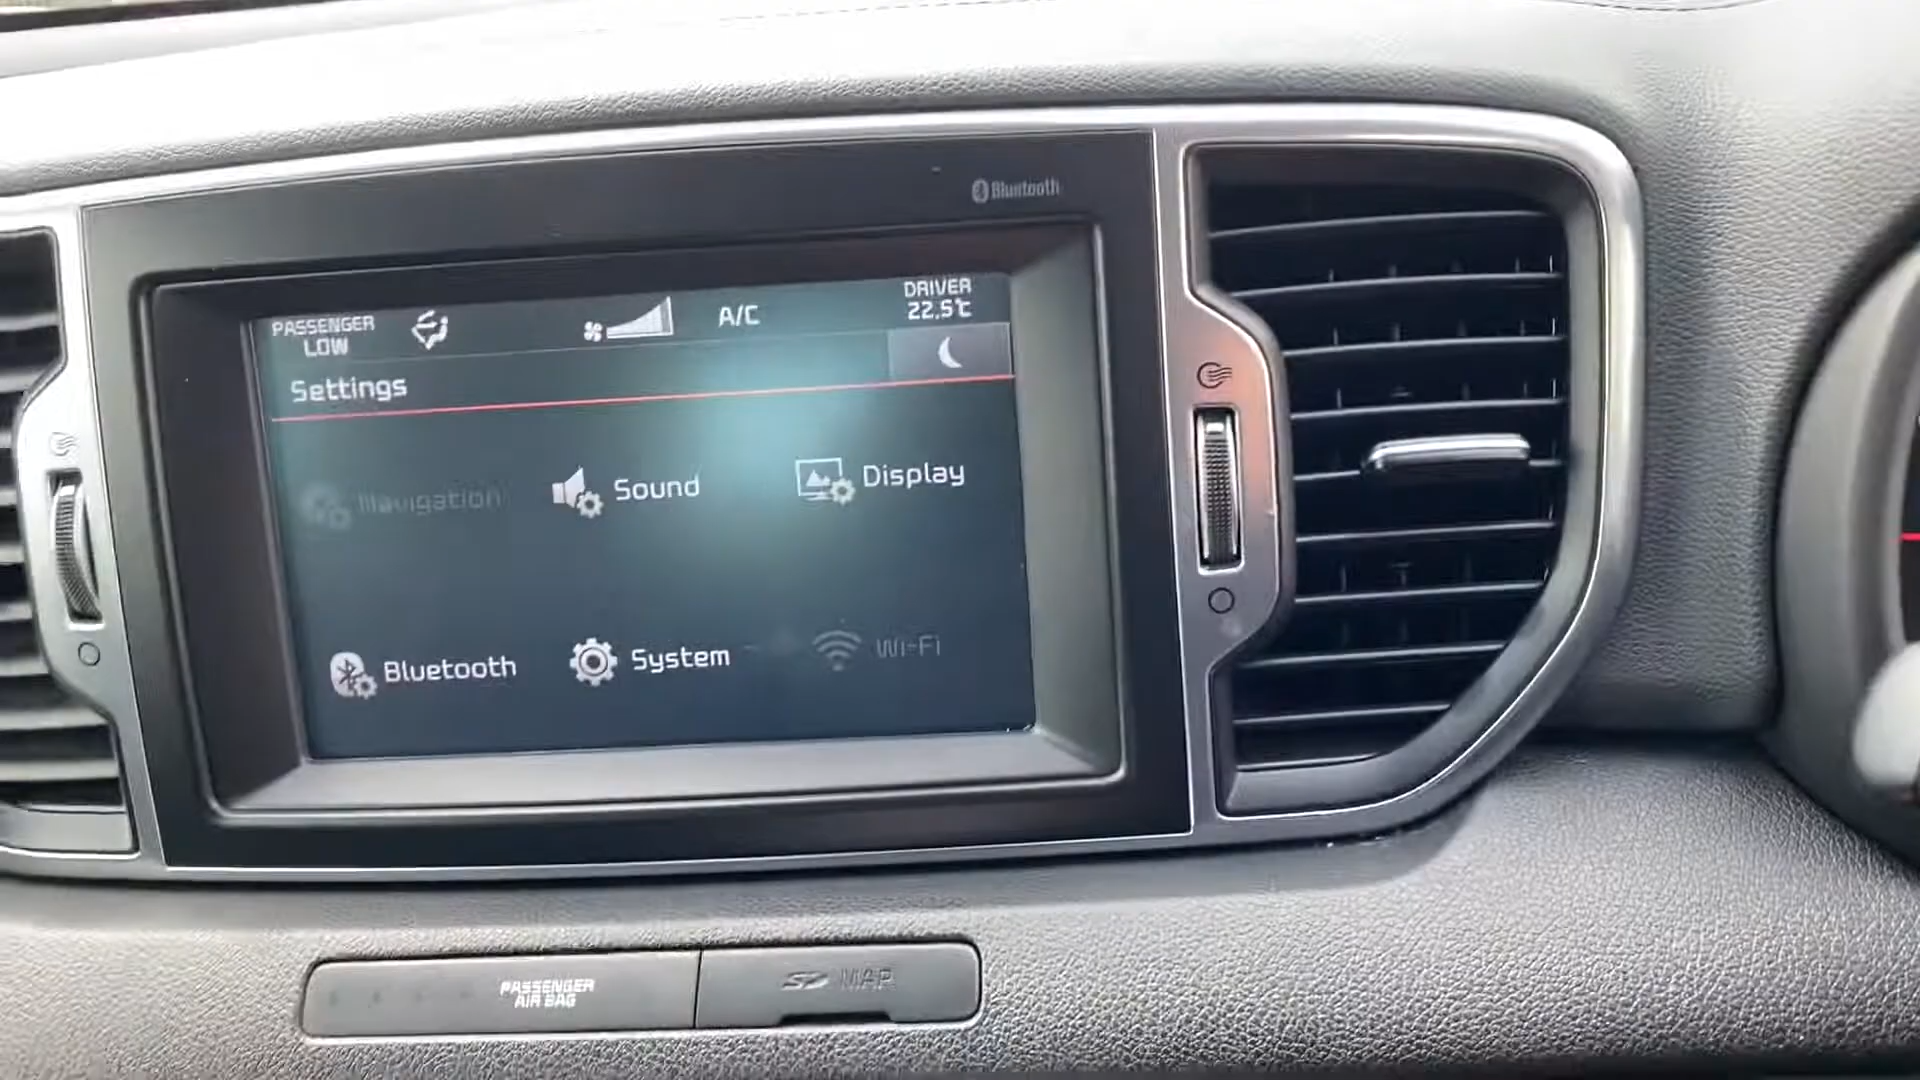 Bluetooth
PASSENGER
LOW
A/C
DRIVER
22.5℃
Settings
Navigation
Sound
Display
Bluetooth
System
Wi-Fi
PASSENGER
AIR BAG
SD MAP